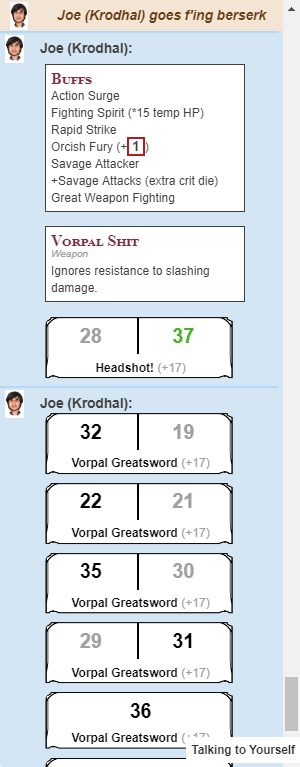 Joe (Krodhal) goes f'ing berserk
Joe (Krodhal):
Buffs
Action Surge
Fighting Spirit (*15 temp HP)
Rapid Strike
Orcish Fury (+1)
Savage Attacker
+Savage Attacks (extra crit die)
Great Weapon Fighting
Vorpal Shit
Weapon
Ignores resistance to slashing
damage.
28 37
Headshot! (+17)
Joe (Krodhal):
32 19
Vorpal Greatsword (+17)
22 21
Vorpal Greatsword (+17)
35 30
Vorpal Greatsword (+17)
29 31
Vorpal Greatsword (+17)
36
Vorpal Greatsword (+17)
Talking to Yourself